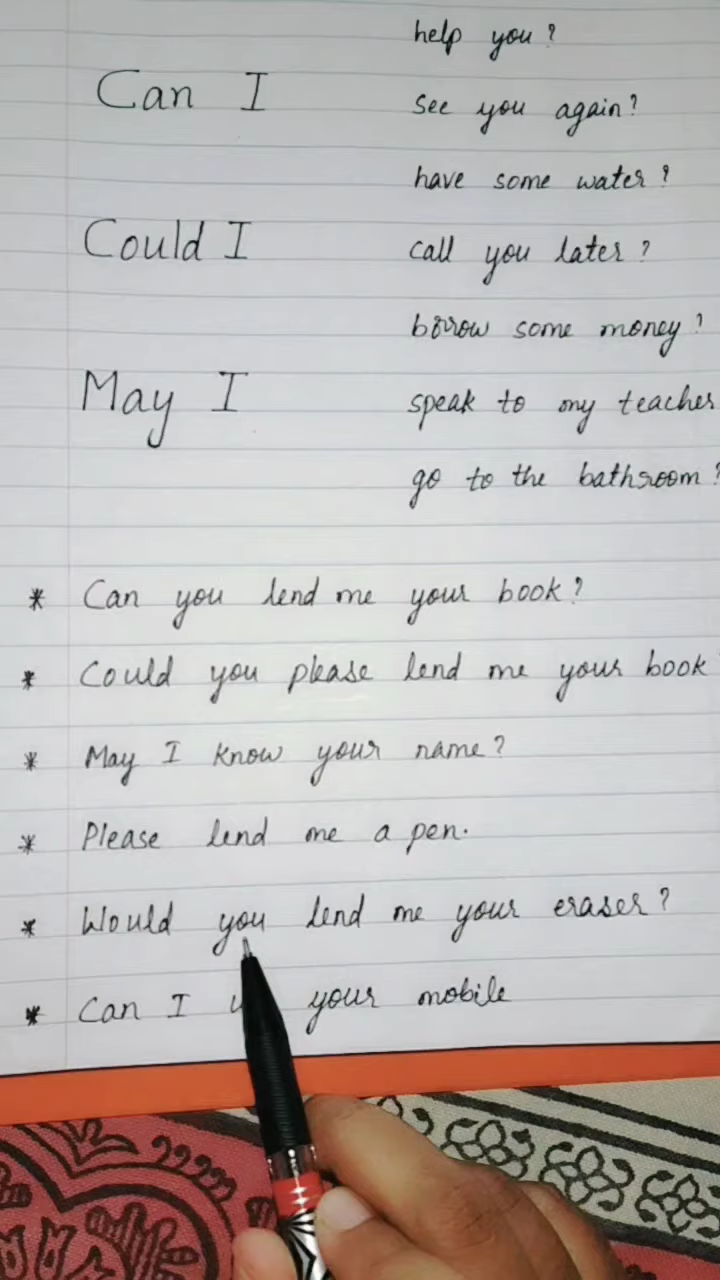 help you?
Can I
see you again?
have some water?
Could I
call you later?
borrow some money?
May I
speak to my teacher
go to the bathroom?
* Can you lend me your book?
* Could you please lend me your book
* May I know your name?
* Please lend me a pen.
* Would you lend me your eraser?
* Can I your mobile